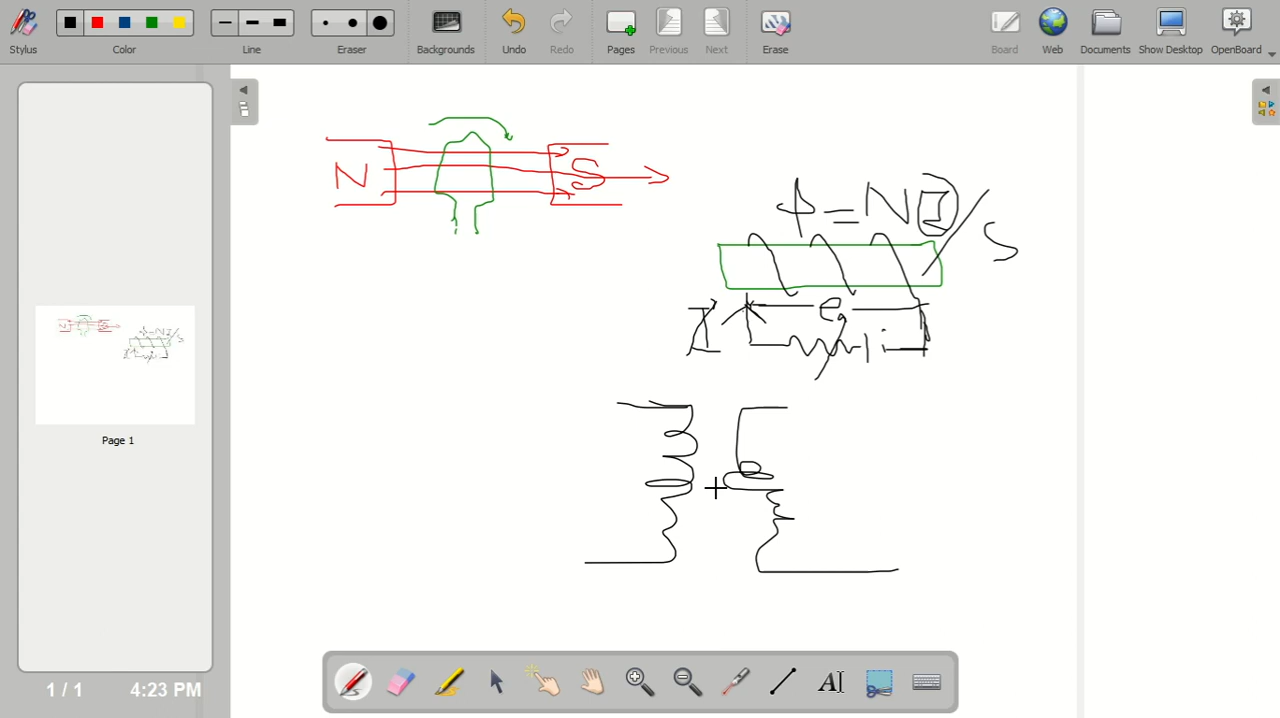 Stylus Color Line Eraser Backgrounds Undo Redo Pages Previous Next Erase Board Web Documents Show Desktop OpenBoard
N S
ϕ = NI/S
I e
i
Page 1
1 / 1 4:23 PM